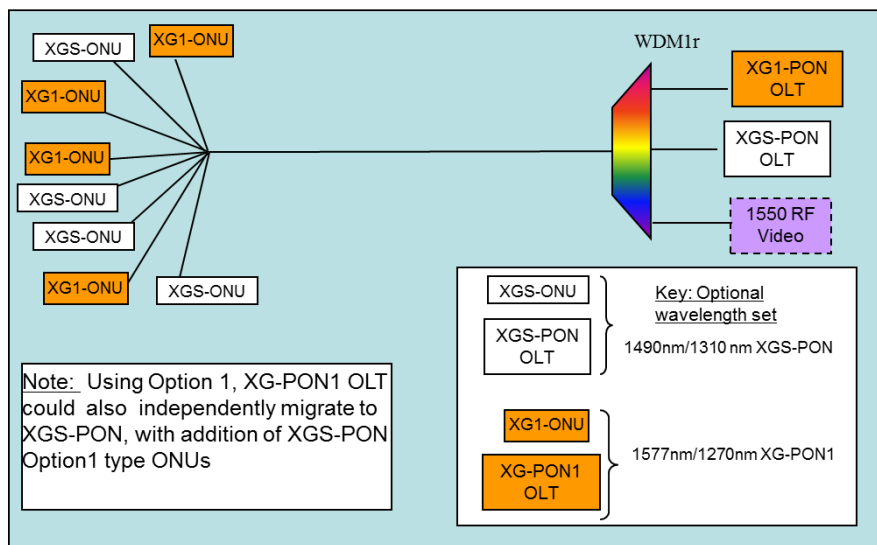 XGS-ONU
XG1-ONU
XG1-ONU
XG1-ONU
XGS-ONU
XGS-ONU
XG1-ONU
XGS-ONU
WDM1r
XG1-PON
OLT
XGS-PON
OLT
1550 RF
Video
XGS-ONU
XGS-PON
OLT
Key: Optional
wavelength set
1490nm/1310 nm XGS-PON
XG1-ONU
XG-PON1
OLT
1577nm/1270nm XG-PON1
Note: Using Option 1, XG-PON1 OLT
could also independently migrate to
XGS-PON, with addition of XGS-PON
Option1 type ONUs